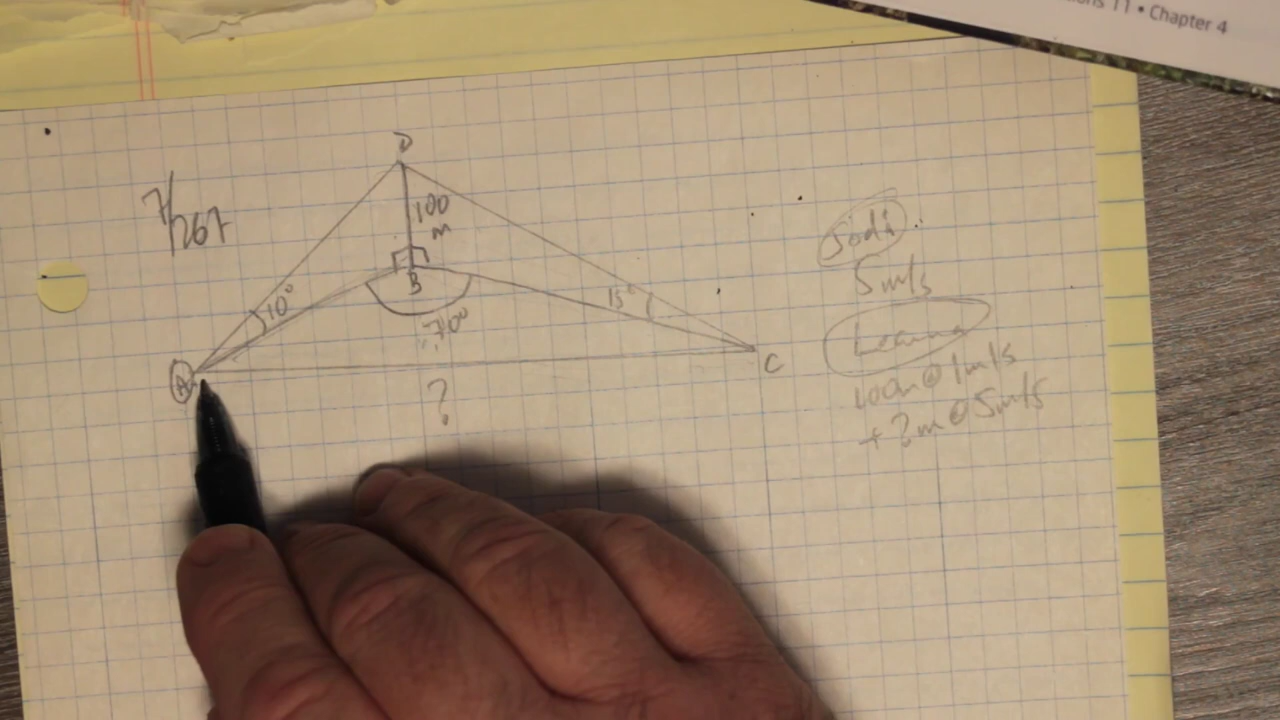 ons 11 • Chapter 4
D
7/267
100
m
B
10°
15°
70°
A
C
?
Jodi:
5m/s
Leanna
100m@1m/s
+ ?m@5m/s